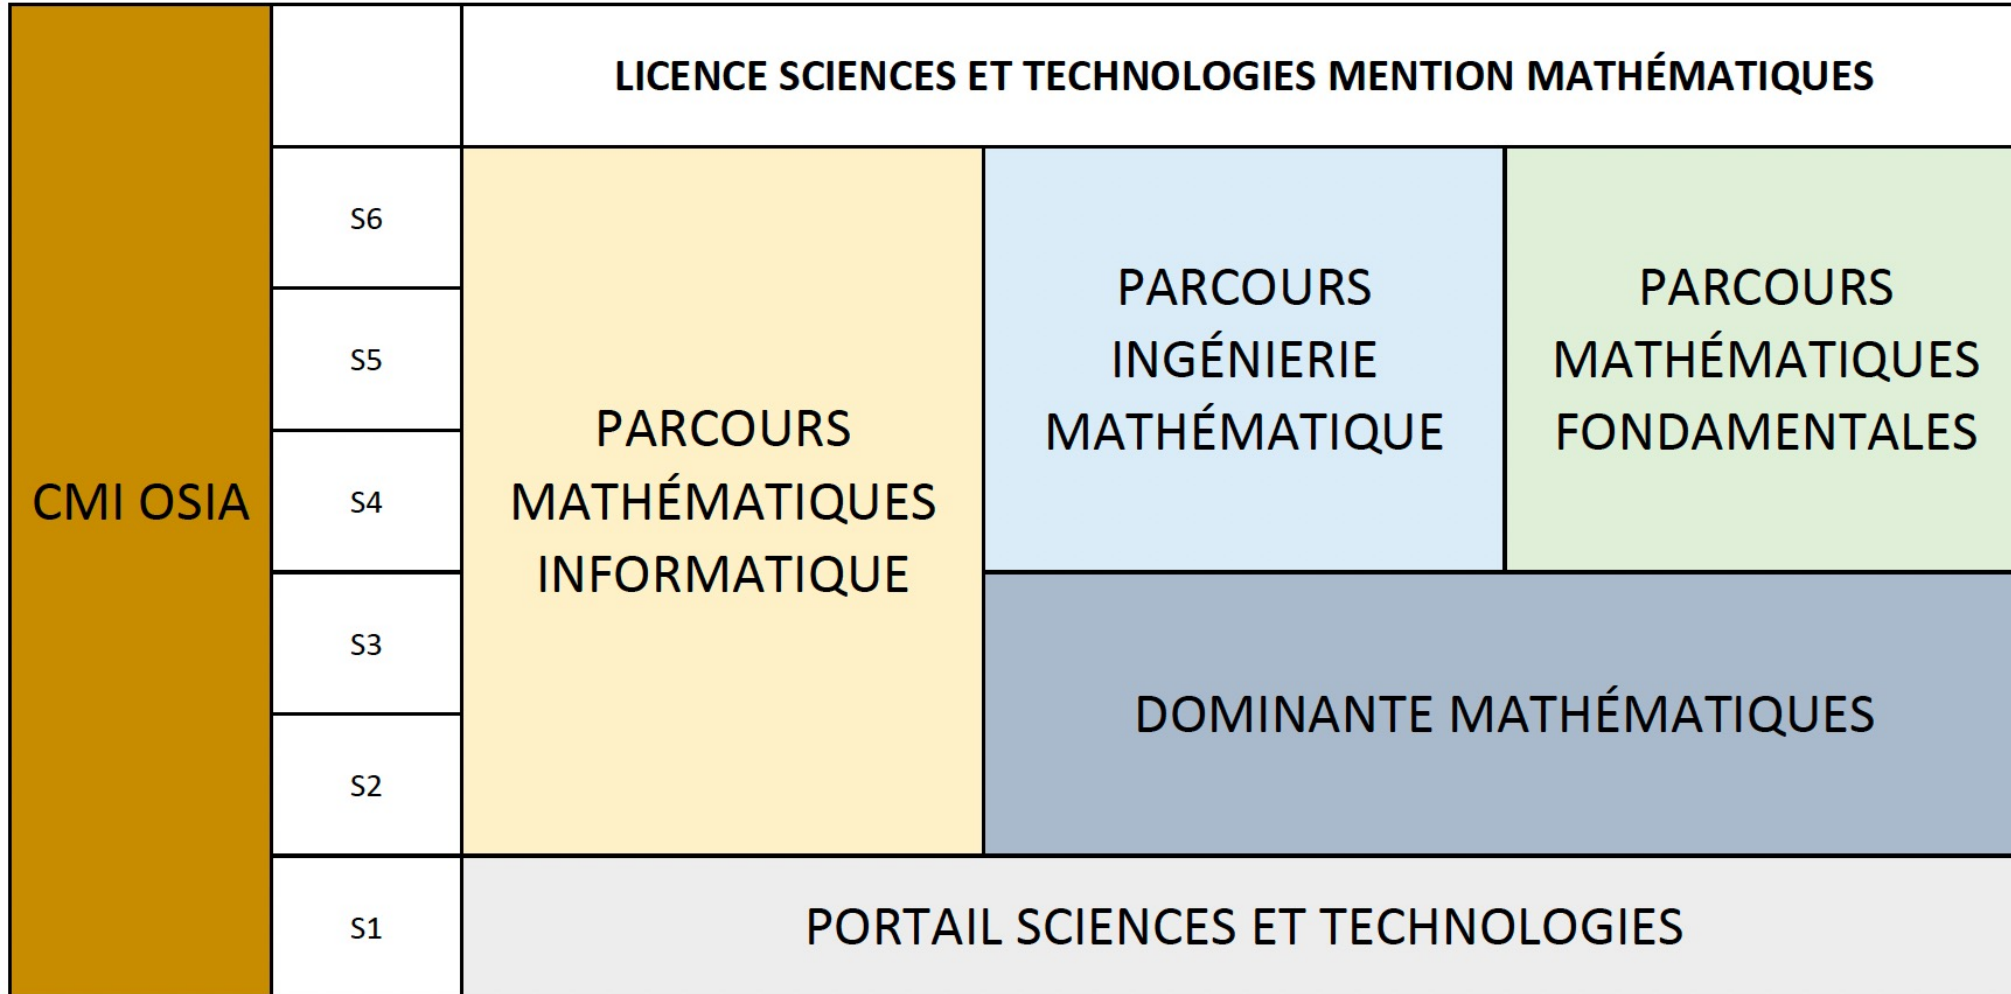 LICENCE SCIENCES ET TECHNOLOGIES MENTION MATHÉMATIQUES
CMI OSIA
S6
S5
S4
S3
S2
S1
PARCOURS
MATHÉMATIQUES
INFORMATIQUE
PARCOURS
INGÉNIERIE
MATHÉMATIQUE
PARCOURS
MATHÉMATIQUES
FONDAMENTALES
DOMINANTE MATHÉMATIQUES
PORTAIL SCIENCES ET TECHNOLOGIES